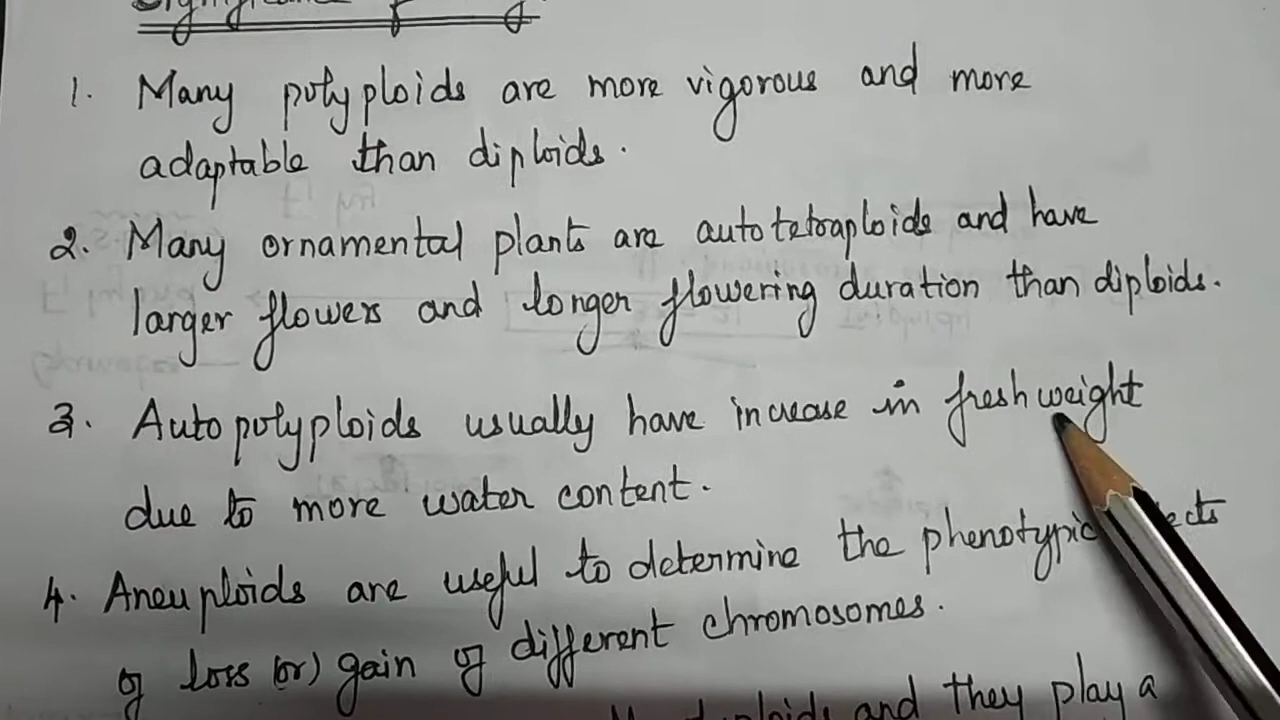 1. Many polyploids are more vigorous and more
adaptable than diploids.
2. Many ornamental plants are autotetraploids and have
larger flowers and longer flowering duration than diploids.
3. Autopolyploids usually have increase in fresh weight
due to more water content.
4. Aneuploids are useful to determine the phenotypic
of loss (or) gain of different chromosomes.
and they play a